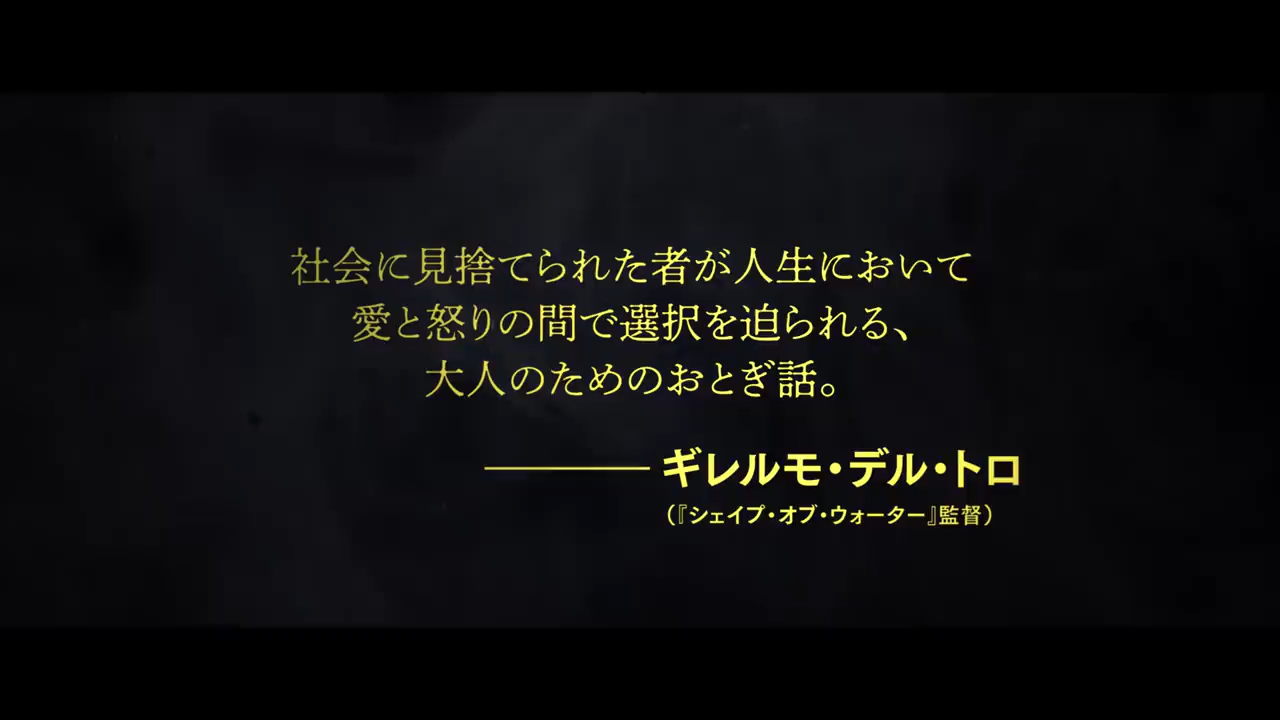 社会に見捨てられた者が人生において
愛と怒りの間で選択を迫られる、
大人のためのおとぎ話。
――ギレルモ・デル・トロ
(『シェイプ・オブ・ウォーター』監督)